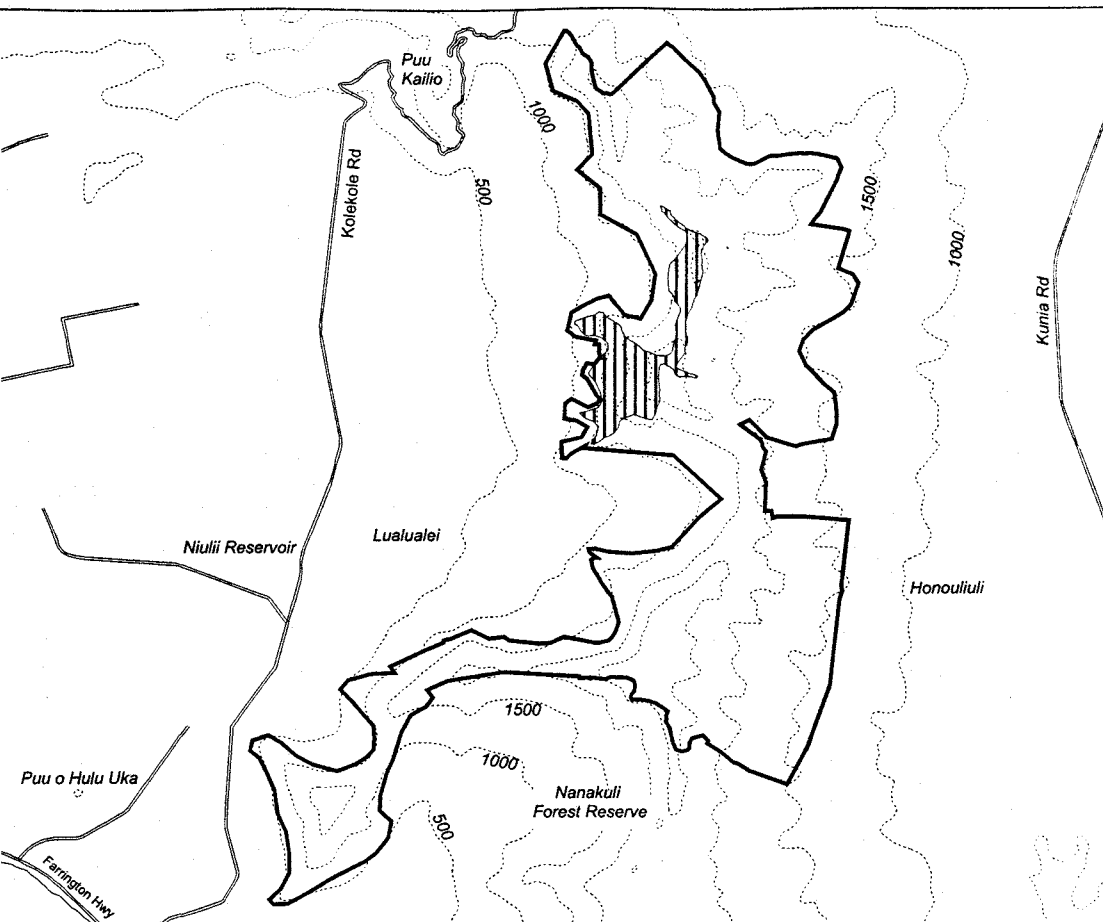 Puu
Kailio
1000
Kolekole Rd
500
1500
1000
Kunia Rd
Niulii Reservoir
Lualualei
Honouliuli
1500
1000
Puu o Hulu Uka
Nanakuli
Forest Reserve
500
Farrington Hwy